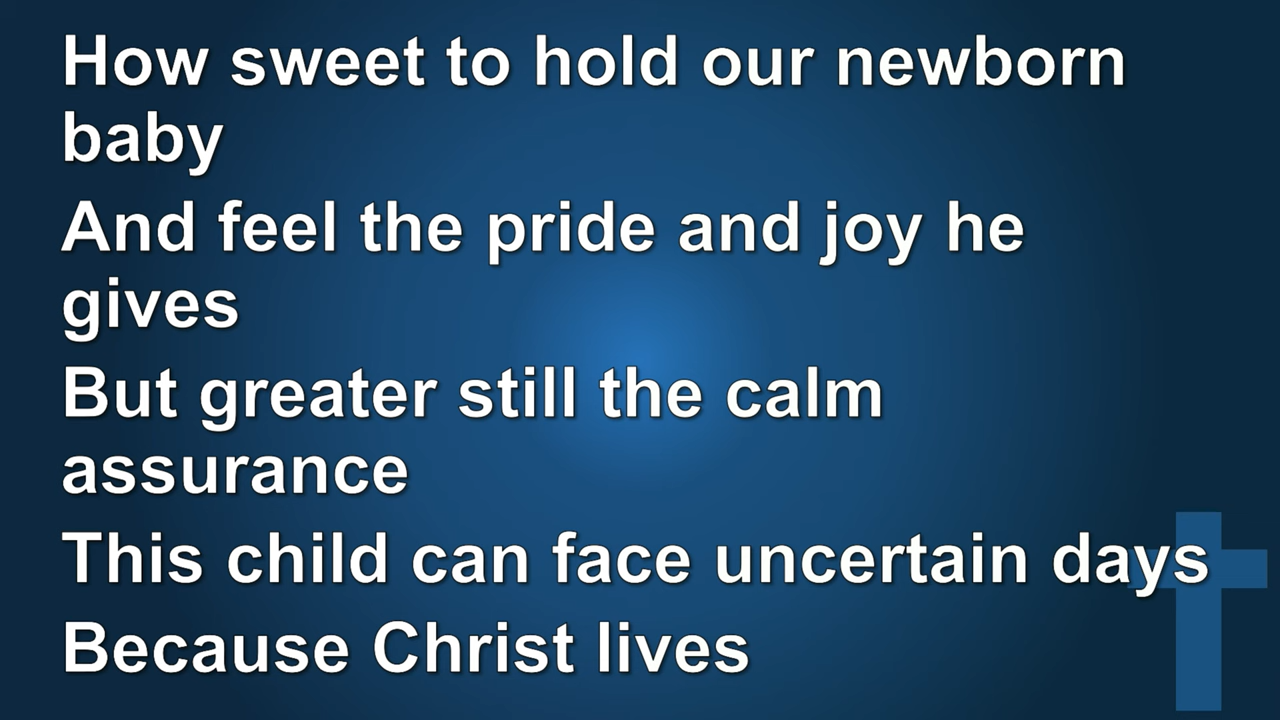 How sweet to hold our newborn
baby
And feel the pride and joy he
gives
But greater still the calm
assurance
This child can face uncertain days
Because Christ lives